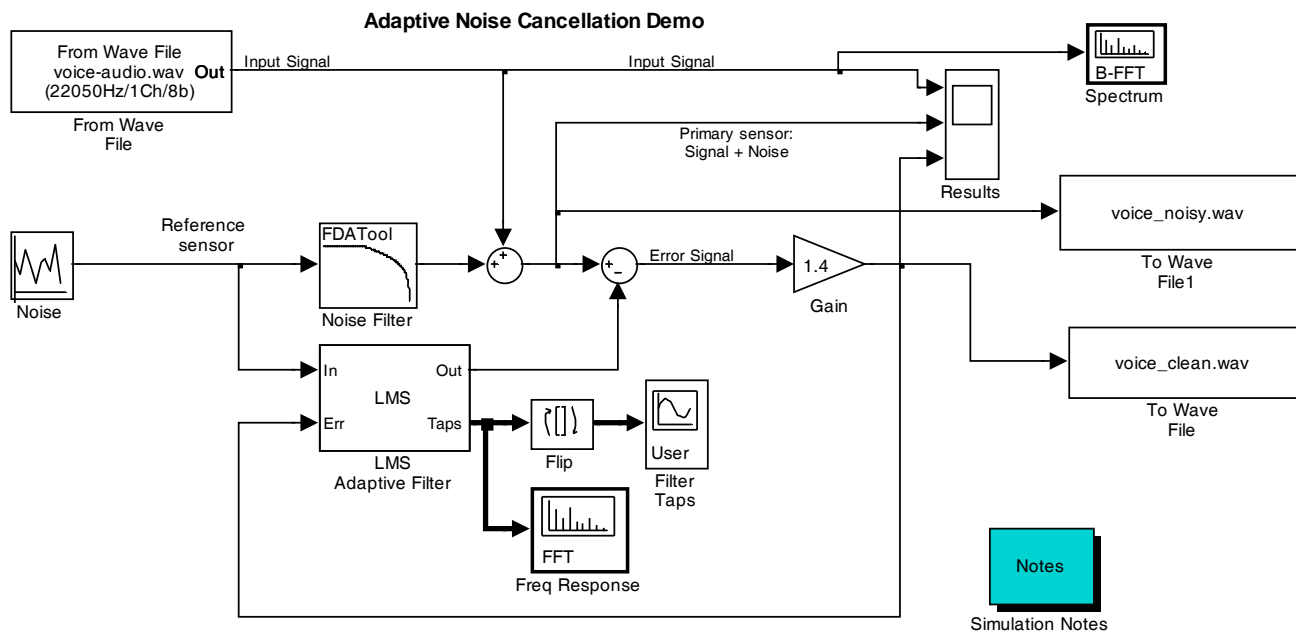 Adaptive Noise Cancellation Demo
From Wave File
voice-audio.wav Out
(22050Hz/1Ch/8b)
From Wave
File
Input Signal
Input Signal
B-FFT
Spectrum
Primary sensor:
Signal + Noise
Results
voice_noisy.wav
To Wave
File1
Reference
sensor
Noise
FDATool
Noise Filter
+ +
+ −
Error Signal
1.4
Gain
voice_clean.wav
To Wave
File
In Out
LMS
Err Taps
LMS
Adaptive Filter
Flip
User
Filter
Taps
FFT
Freq Response
Notes
Simulation Notes